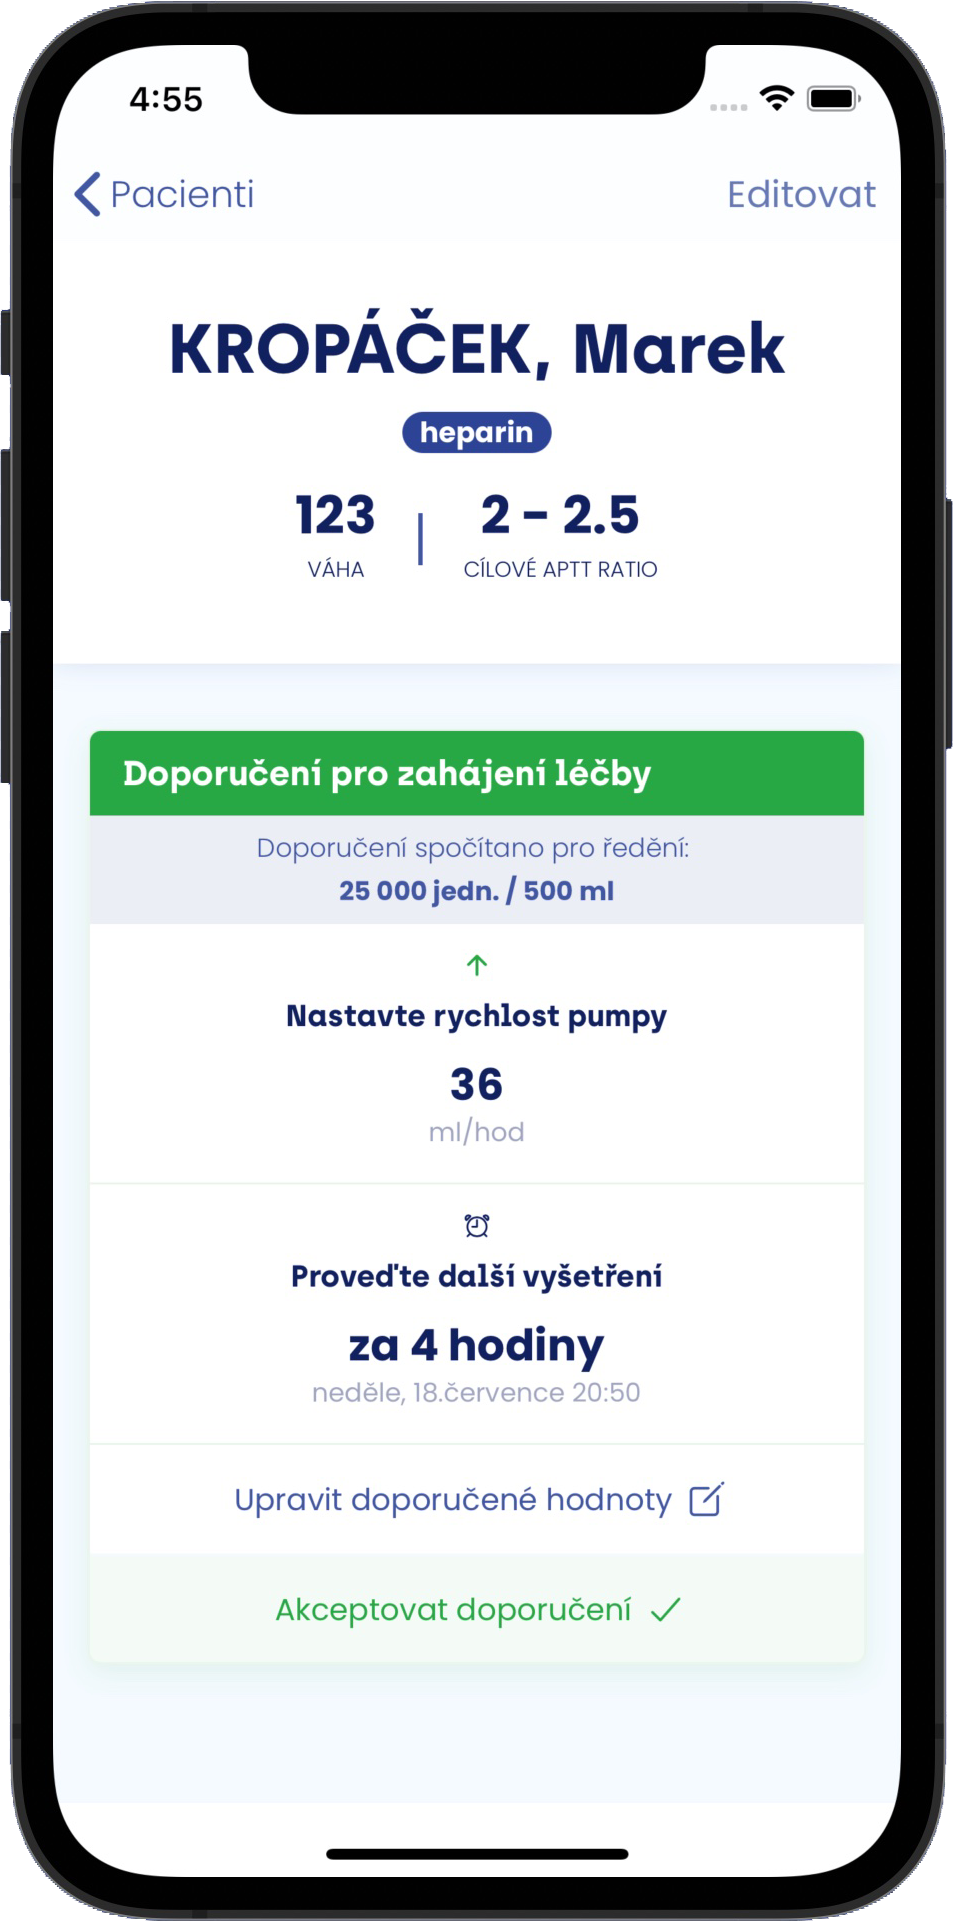 4:55
Pacienti
Editovat
KROPÁČEK, Marek
heparin
123
2 - 2.5
VÁHA
CÍLOVÉ APTT RATIO
Doporučení pro zahájení léčby
Doporučení spočítano pro ředění:
25 000 jedn. / 500 ml
Nastavte rychlost pumpy
36
ml/hod
Proveďte další vyšetření
za 4 hodiny
neděle, 18.července 20:50
Upravit doporučené hodnoty
Akceptovat doporučení